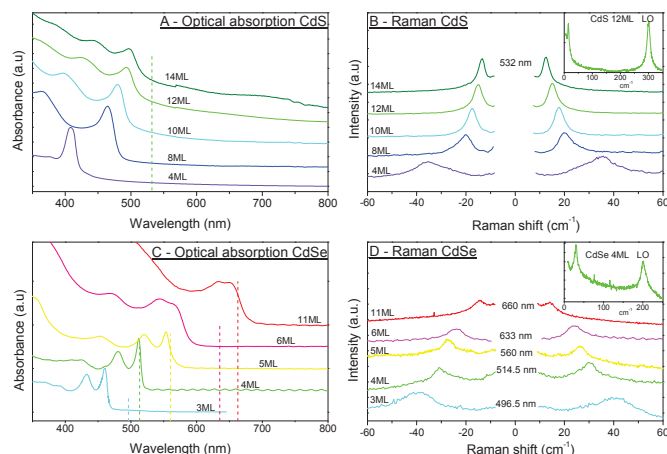 A - Optical absorption CdS
Absorbance (a.u)
14ML
12ML
10ML
8ML
4ML
400 500 600 700 800
Wavelength (nm)
B - Raman CdS
Intensity (a.u)
532 nm
14ML
12ML
10ML
8ML
4ML
CdS 12ML LO
0 100 200 300
cm-1
-60 -40 -20 0 20 40 60
Raman shift (cm-1)
C - Optical absorption CdSe
Absorbance (a.u)
11ML
6ML
5ML
4ML
3ML
400 500 600 700 800
Wavelength (nm)
D - Raman CdSe
Intensity (a.u.)
11ML
6ML
5ML
4ML
3ML
660 nm
633 nm
560 nm
514.5 nm
496.5 nm
CdSe 4ML
LO
0 100 200
cm-1
-60 -40 -20 0 20 40 60
Raman shift (cm-1)